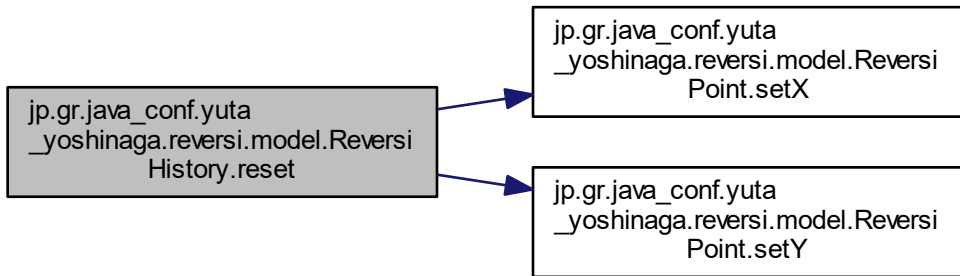 jp.gr.java_conf.yuta
_yoshinaga.reversi.model.Reversi
History.reset
jp.gr.java_conf.yuta
_yoshinaga.reversi.model.Reversi
Point.setX
jp.gr.java_conf.yuta
_yoshinaga.reversi.model.Reversi
Point.setY